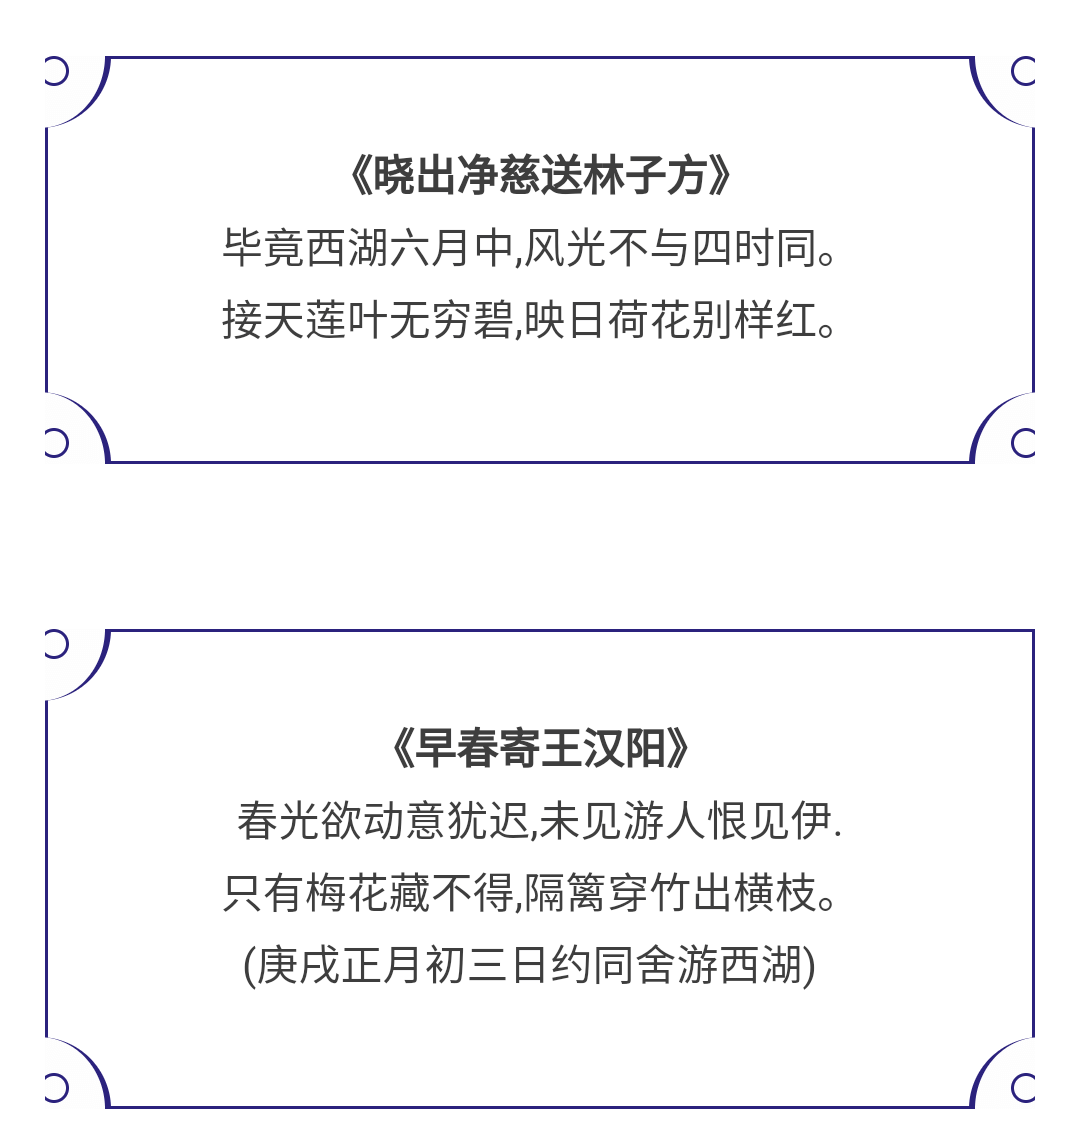 《晓出净慈送林子方》
毕竟西湖六月中,风光不与四时同。
接天莲叶无穷碧,映日荷花别样红。
《早春寄王汉阳》
春光欲动意犹迟,未见游人恨见伊.
只有梅花藏不得,隔篱穿竹出横枝。
(庚戌正月初三日约同舍游西湖)